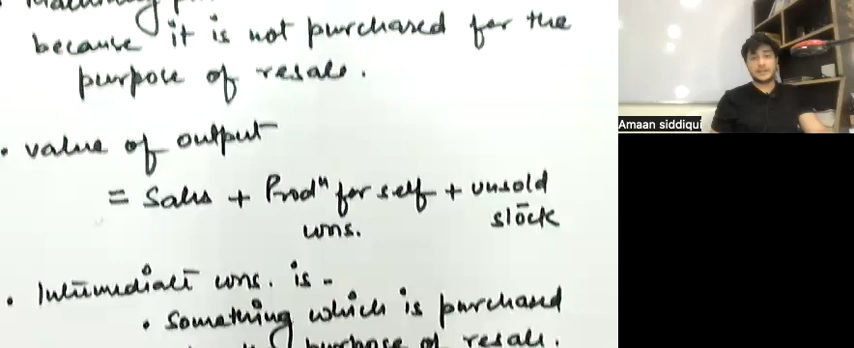 because it is not purchased for the
purpose of resale.
• value of output
= Sales + Prodⁿ for self + unsold
cons. stock
• Intermediate cons. is -
• Something which is purchased
purchase of resale.
Amaan siddiqui